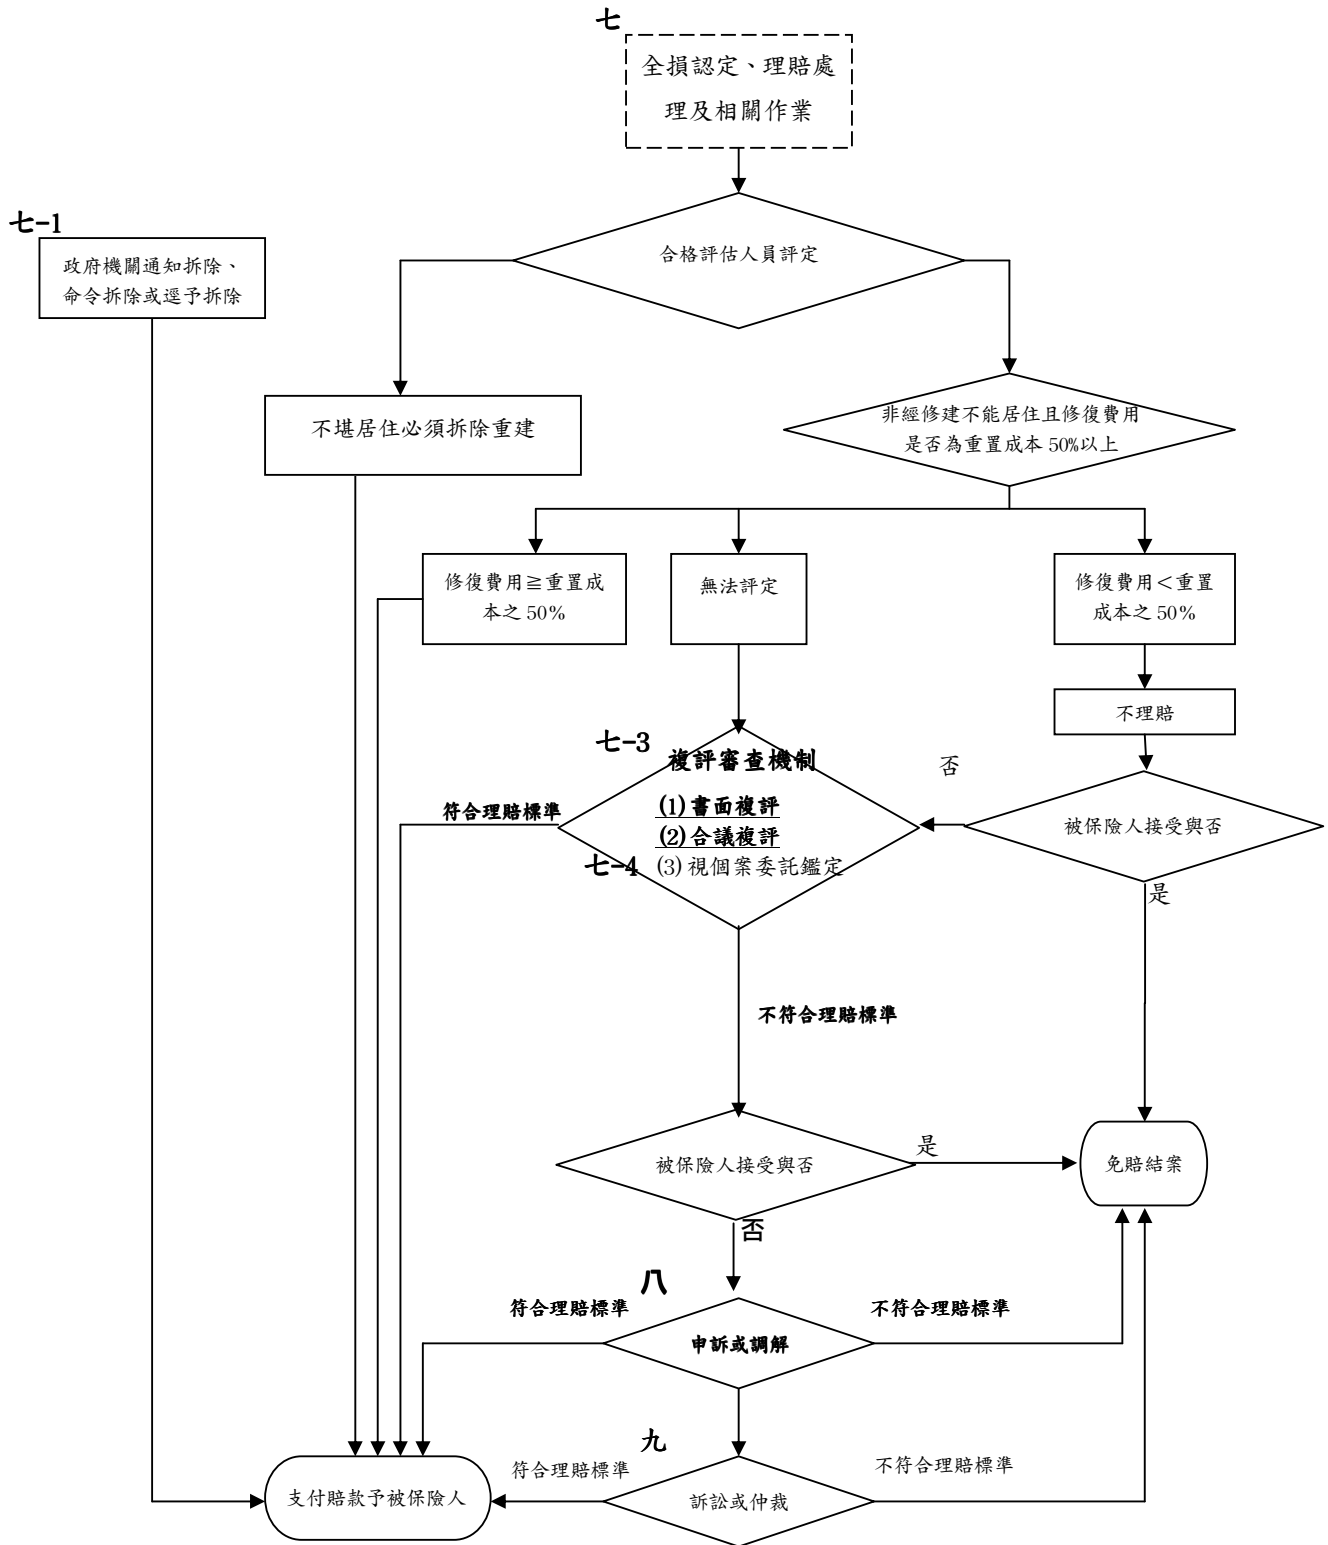 七
全損認定、理賠處
理及相關作業
七-1
政府機關通知拆除、
命令拆除或逕予拆除
合格評估人員評定
不堪居住必須拆除重建
非經修建不能居住且修復費用
是否為重置成本 50%以上
修復費用≧重置成
本之 50%
無法評定
修復費用＜重置
成本之 50%
不理賠
七-3
複評審查機制
否
符合理賠標準
(1)書面複評
(2)合議複評
七-4
(3)視個案委託鑑定
被保險人接受與否
是
不符合理賠標準
被保險人接受與否
是
免賠結案
否
八
符合理賠標準
不符合理賠標準
申訴或調解
九
符合理賠標準
不符合理賠標準
支付賠款予被保險人
訴訟或仲裁